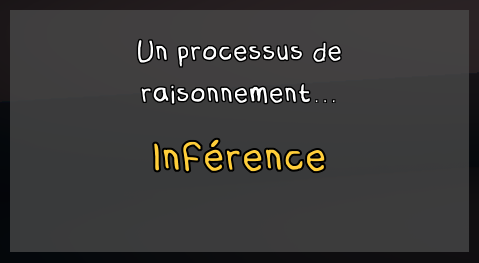 Un processus de
raisonnement...
Inférence